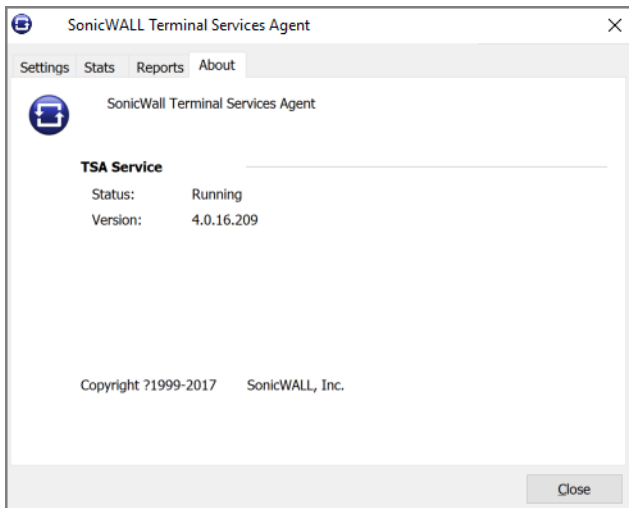 SonicWALL Terminal Services Agent
Settings Stats Reports About
SonicWall Terminal Services Agent
TSA Service
Status: Running
Version: 4.0.16.209
Copyright ?1999-2017 SonicWALL, Inc.
Close